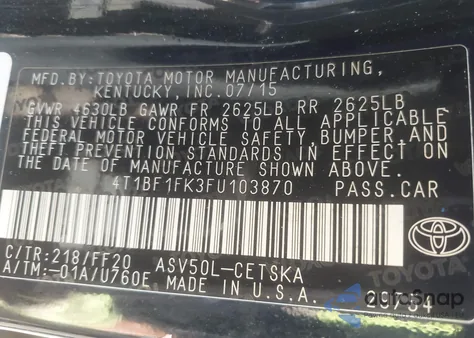 MFD.BY:TOYOTA MOTOR MANUFACTURING,
KENTUCKY, INC.07/15
GVWR 4630LB GAWR FR 2625LB RR 2625LB
THIS VEHICLE CONFORMS TO ALL APPLICABLE
FEDERAL MOTOR VEHICLE SAFETY, BUMPER, AND
THEFT PREVENTION STANDARDS IN EFFECT ON
THE DATE OF MANUFACTURE SHOWN ABOVE.
4T1BF1FK3FU103870 PASS.CAR
C/TR:218/FF20 ASV50L-CETSKA
A/TM:-01A/U760E MADE IN U.S.A.
TOYOTA
autoSnap